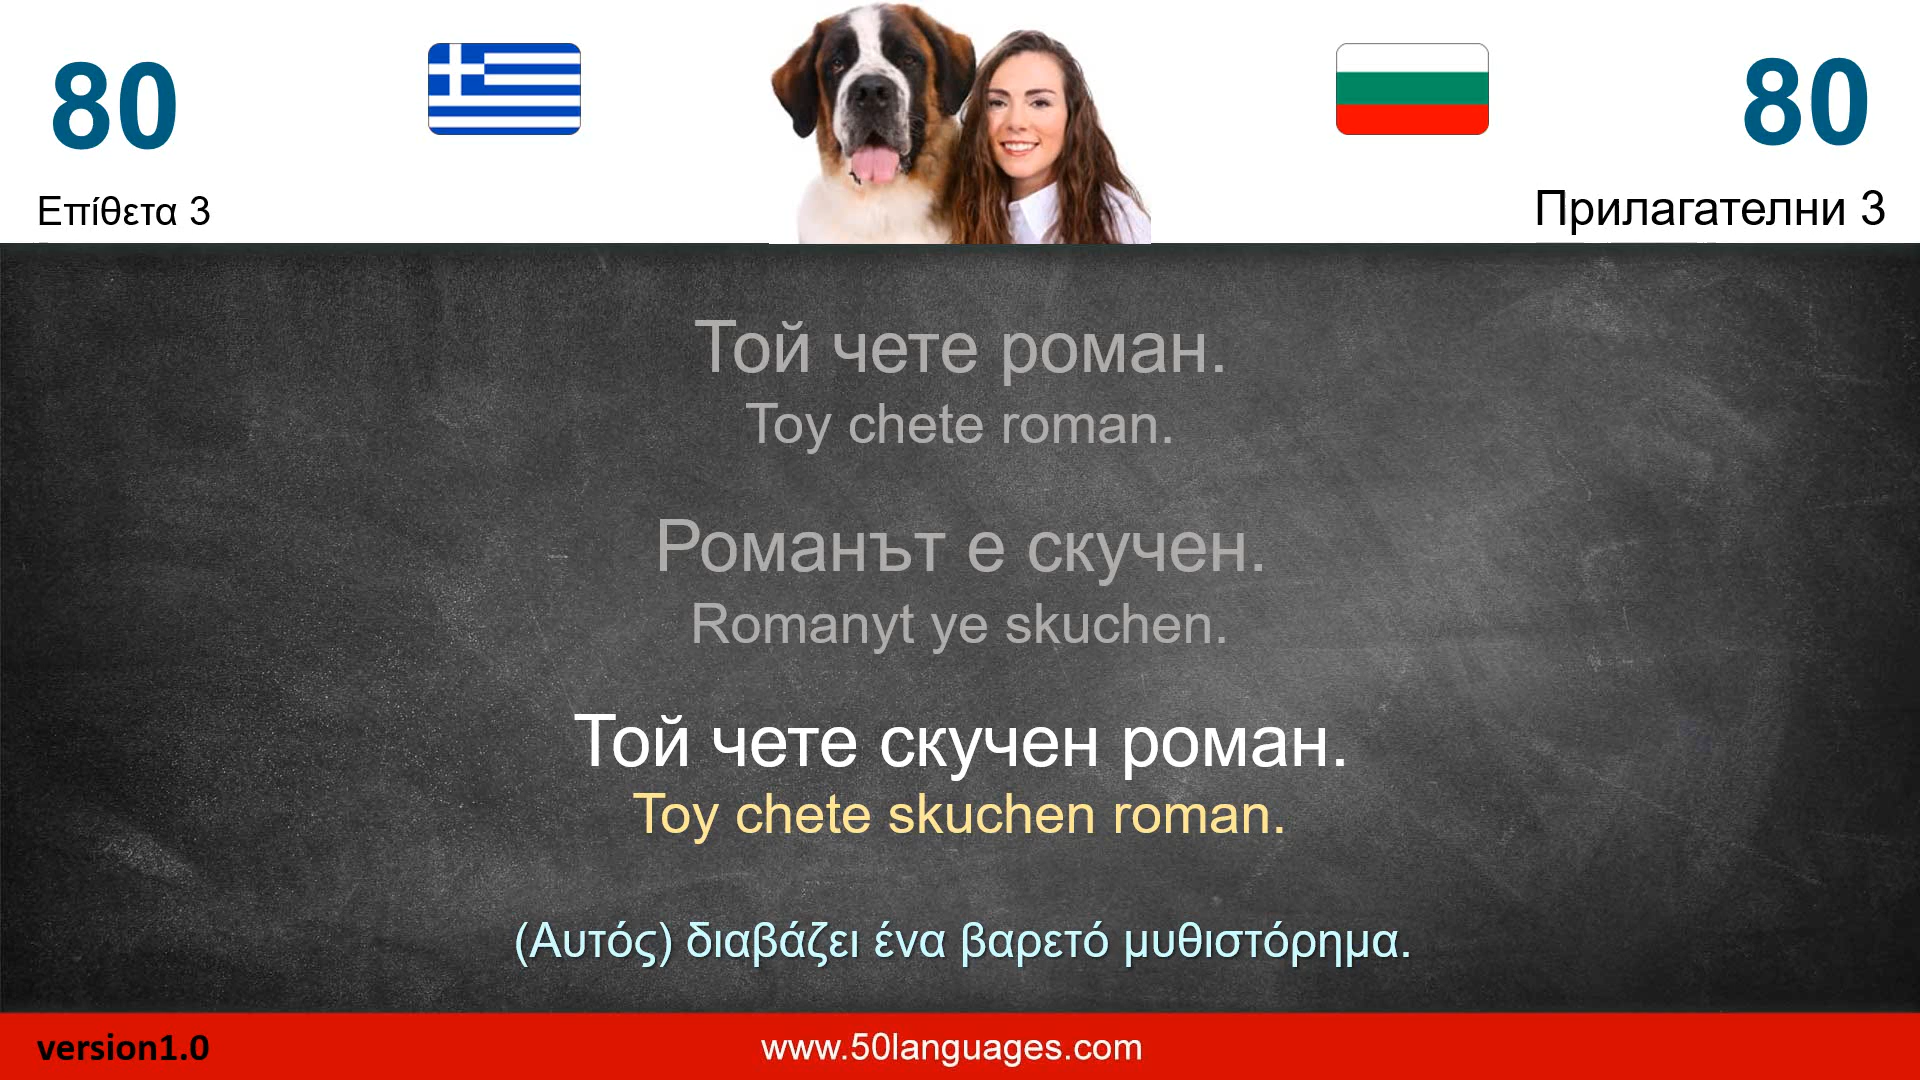 80
80
Επίθετα 3
Прилагателни 3
Той чете роман.
Toy chete roman.
Романът е скучен.
Romanyt ye skuchen.
Той чете скучен роман.
Toy chete skuchen roman.
(Αυτός) διαβάζει ένα βαρετό μυθιστόρημα.
version1.0
www.50languages.com